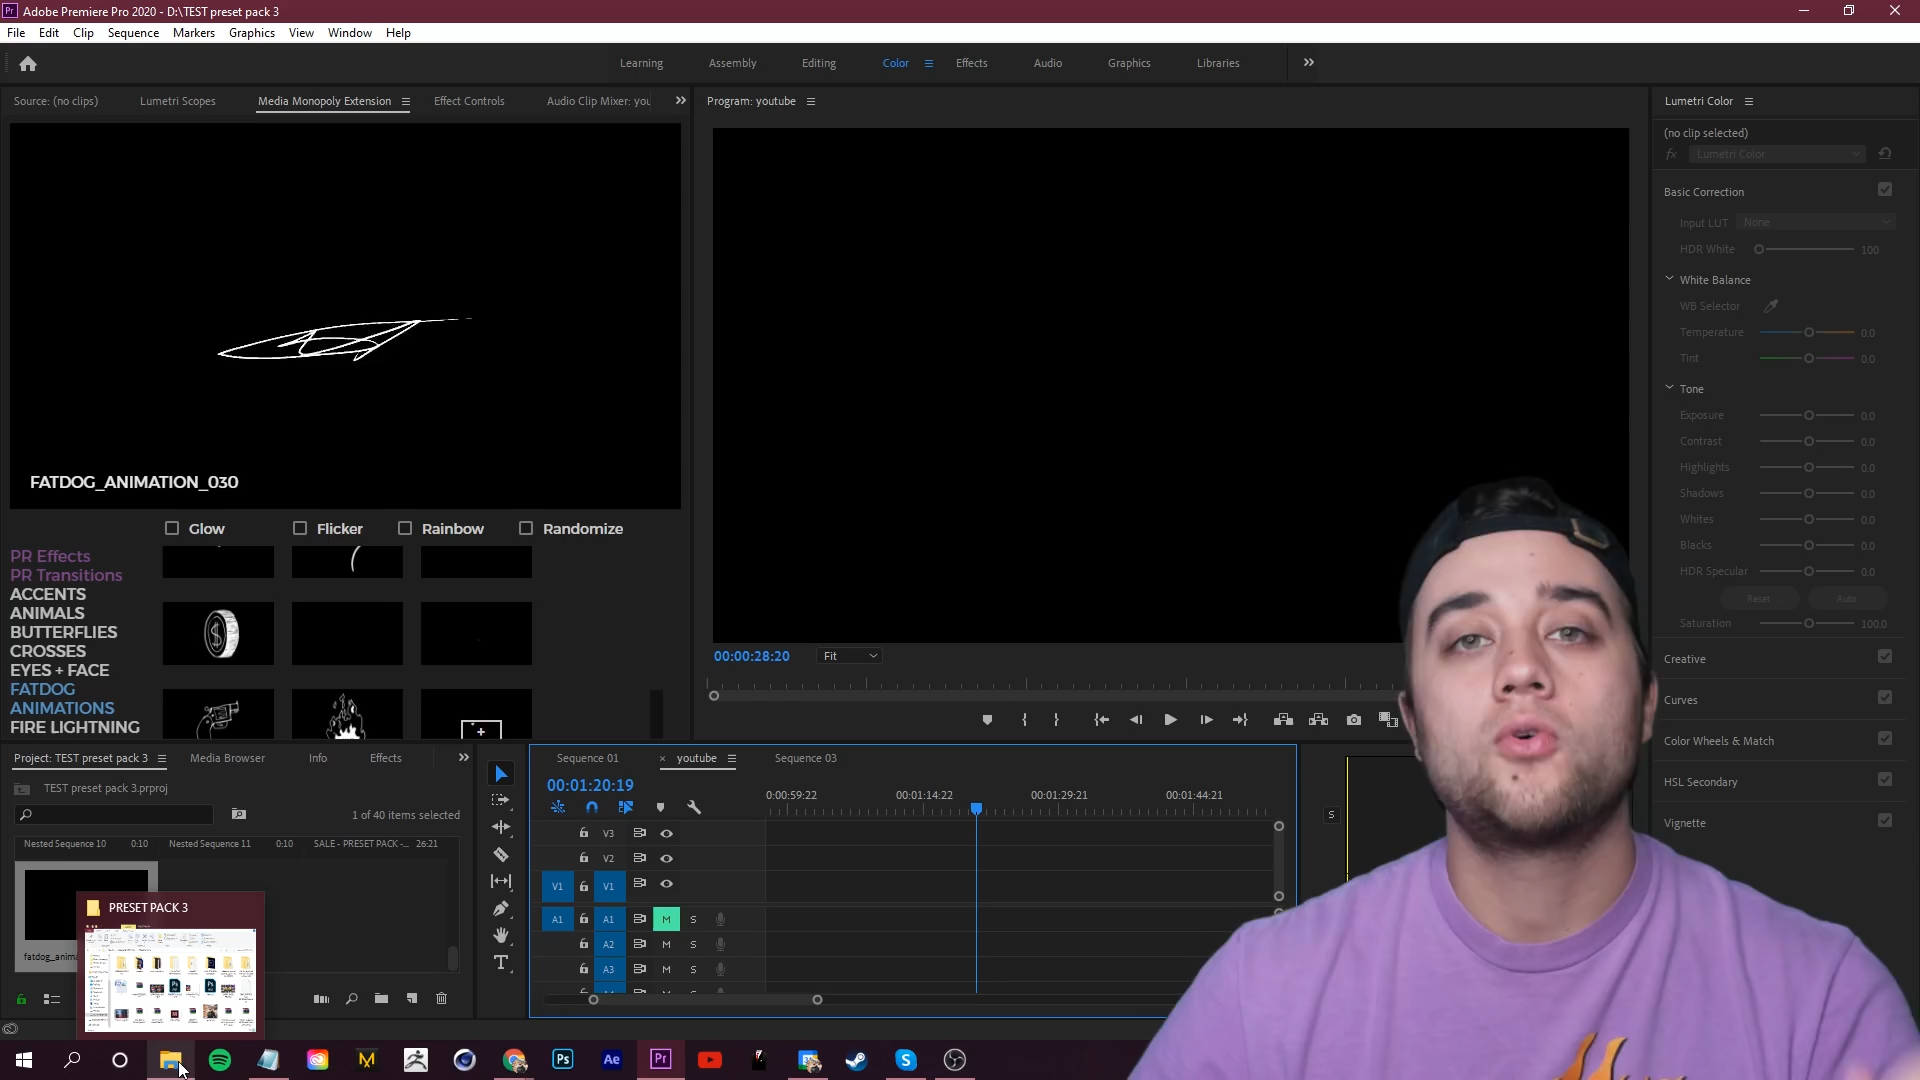 Adobe Premiere Pro 2020 - D:\TEST preset pack 3
File Edit Clip Sequence Markers Graphics View Window Help
Learning Assembly Editing Color Effects Audio Graphics Libraries
Source: (no clips) Lumetri Scopes Media Monopoly Extension Effect Controls Audio Clip Mixer: you
Program: youtube
Lumetri Color
(no clip selected)
fx Lumetri Color
Basic Correction
Input LUT None
HDR White 100
White Balance
WB Selector
Temperature 0.0
Tint 0.0
Tone
Exposure 0.0
Contrast 0.0
Highlights 0.0
Shadows 0.0
Whites 0.0
Blacks 0.0
HDR Specular 0.0
Reset Auto
Saturation 100.0
Creative
Curves
Color Wheels & Match
HSL Secondary
Vignette
FATDOG_ANIMATION_030
Glow Flicker Rainbow Randomize
PR Effects
PR Transitions
ACCENTS
ANIMALS
BUTTERFLIES
CROSSES
EYES + FACE
FATDOG
ANIMATIONS
FIRE LIGHTNING
00:00:28:20 Fit
Project: TEST preset pack 3 Media Browser Info Effects
TEST preset pack 3.prproj
1 of 40 items selected
Nested Sequence 10 0:10 Nested Sequence 11 0:10 SALE - PRESET PACK -... 26:21
fatdog_anima
PRESET PACK 3
Sequence 01 × youtube Sequence 03
00:01:20:19
0:00:59:22 00:01:14:22 00:01:29:21 00:01:44:21
V3
V2
V1 V1
A1 A1 M S
A2 M S
A3 M S
S
Ps Ae Pr